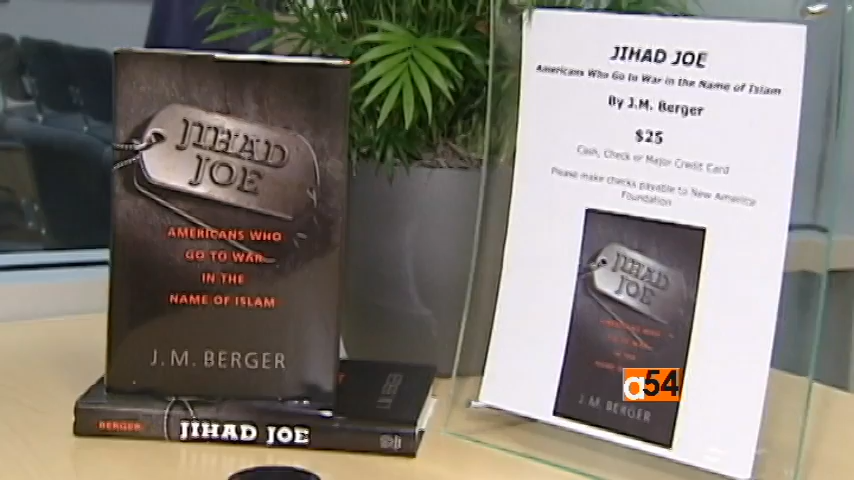 JIHAD
JOE
AMERICANS WHO
GO TO WAR
IN THE
NAME OF ISLAM
J.M. BERGER
BERGER
JIHAD JOE
JIHAD JOE
Americans Who Go to War in the Name of Islam
By J.M. Berger
$25
Cash, Check or Major Credit Card
Please make checks payable to New America
Foundation
JIHAD
JOE
J.M. BERGER
a54